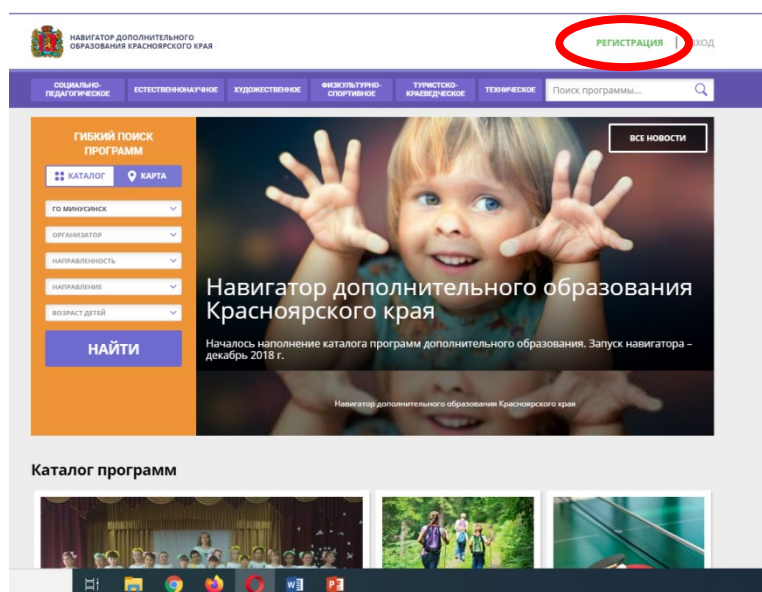 НАВИГАТОР ДОПОЛНИТЕЛЬНОГО
ОБРАЗОВАНИЯ КРАСНОЯРСКОГО КРАЯ
РЕГИСТРАЦИЯ
СОЦИАЛЬНО-
ПЕДАГОГИЧЕСКОЕ
ЕСТЕСТВЕННОНАУЧНОЕ
ХУДОЖЕСТВЕННОЕ
ФИЗКУЛЬТУРНО-
СПОРТИВНОЕ
ТУРИСТСКО-
КРАЕВЕДЧЕСКОЕ
ТЕХНИЧЕСКОЕ
Поиск программы...
ГИБКИЙ ПОИСК
ПРОГРАММ
КАТАЛОГ
КАРТА
ГО МИНУСИНСК
ОРГАНИЗАТОР
НАПРАВЛЕННОСТЬ
НАПРАВЛЕНИЕ
ВОЗРАСТ ДЕТЕЙ
НАЙТИ
ВСЕ НОВОСТИ
Навигатор дополнительного образования
Красноярского края
Началось наполнение каталога программ дополнительного образования. Запуск навигатора –
декабрь 2018 г.
Навигатор дополнительного образования Красноярского края
Каталог программ